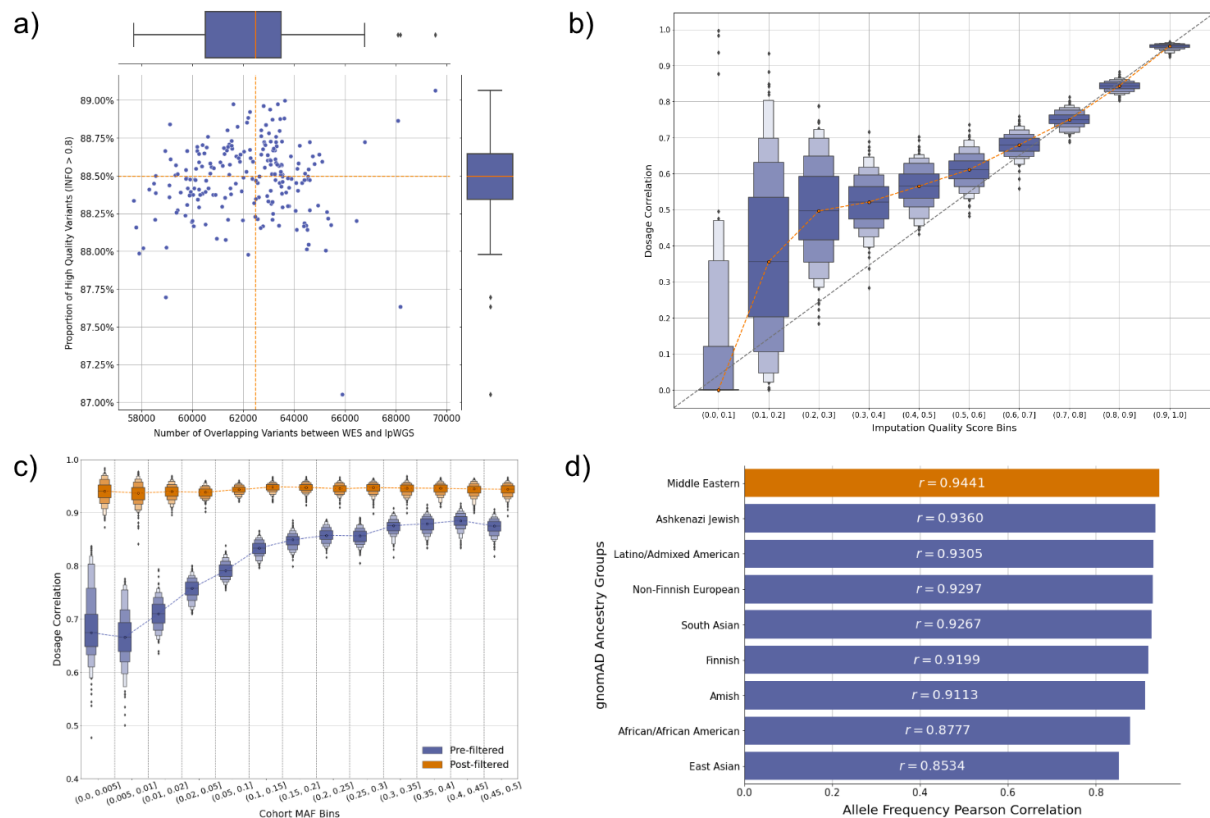 a)
89.00%
88.75%
88.50%
88.25%
88.00%
87.75%
87.50%
87.25%
87.00%
Proportion of High Quality Variants (INFO > 0.8)
58000 60000 62000 64000 66000 68000 70000
Number of Overlapping Variants between WES and lpWGS
b)
1.0
0.9
0.8
0.7
0.6
0.5
0.4
0.3
0.2
0.1
0.0
Dosage Correlation
(0.0, 0.1] (0.1, 0.2] (0.2, 0.3] (0.3, 0.4] (0.4, 0.5] (0.5, 0.6] (0.6, 0.7] (0.7, 0.8] (0.8, 0.9] (0.9, 1.0]
Imputation Quality Score Bins
c)
1.0
0.9
0.8
0.7
0.6
0.5
0.4
Dosage Correlation
Pre-filtered
Post-filtered
(0.0, 0.005] (0.005, 0.01] (0.01, 0.02] (0.02, 0.05] (0.05, 0.1] (0.1, 0.15] (0.15, 0.2] (0.2, 0.25] (0.25, 0.3] (0.3, 0.35] (0.35, 0.4] (0.4, 0.45] (0.45, 0.5]
Cohort MAF Bins
d)
gnomAD Ancestry Groups
Middle Eastern r = 0.9441
Ashkenazi Jewish r = 0.9360
Latino/Admixed American r = 0.9305
Non-Finnish European r = 0.9297
South Asian r = 0.9267
Finnish r = 0.9199
Amish r = 0.9113
African/African American r = 0.8777
East Asian r = 0.8534
0.0 0.2 0.4 0.6 0.8
Allele Frequency Pearson Correlation